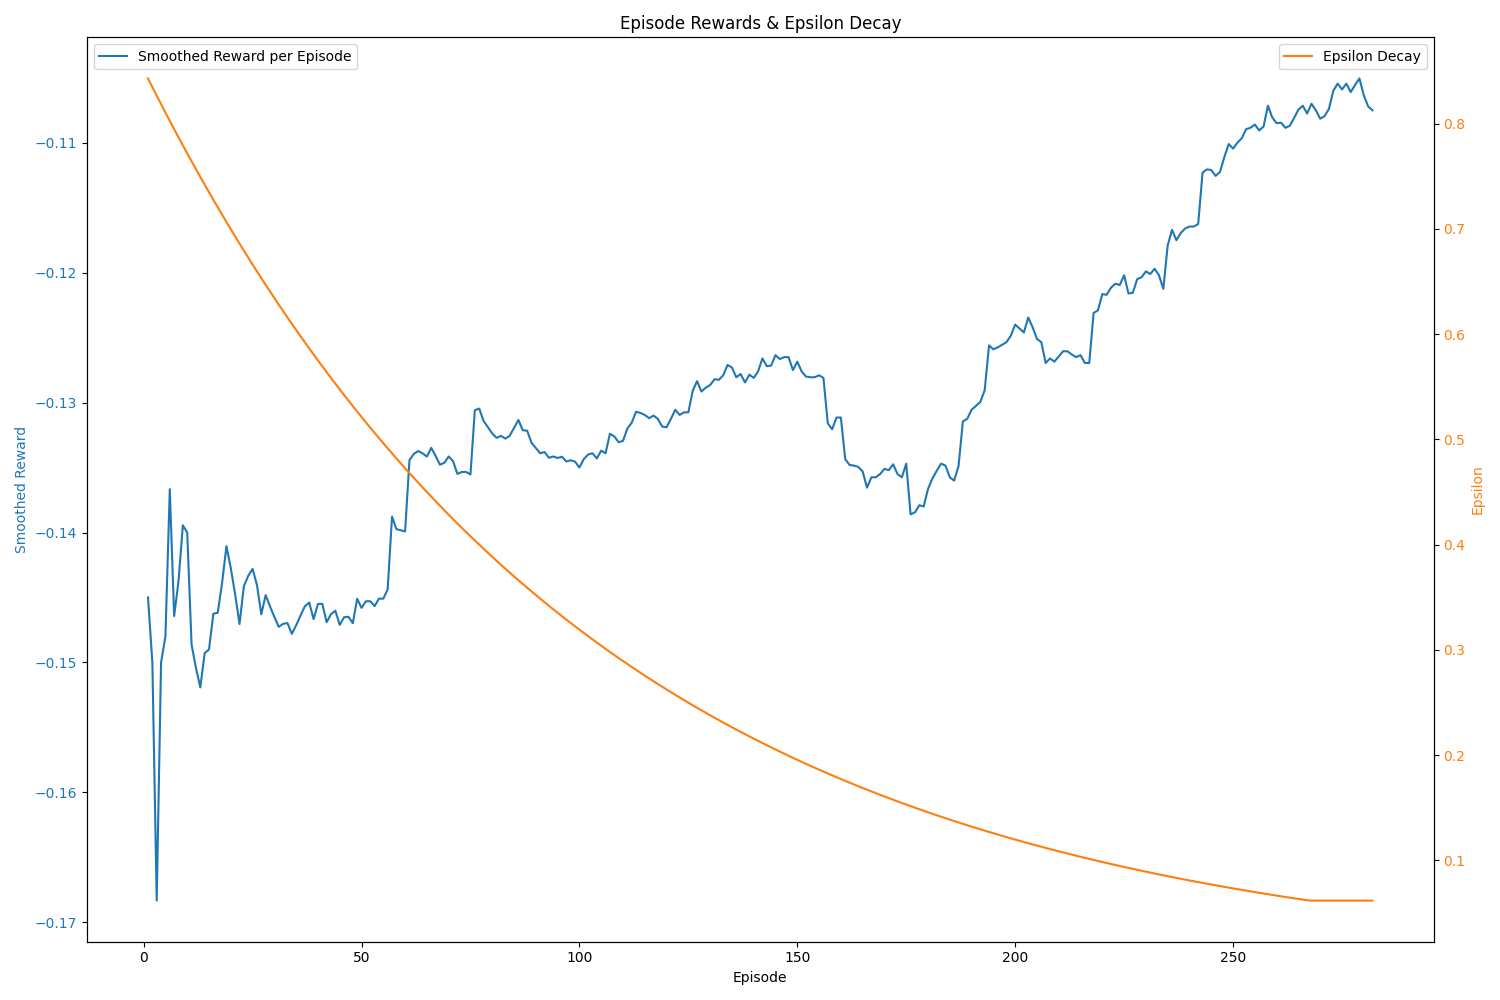 Episode Rewards & Epsilon Decay
Smoothed Reward per Episode
Epsilon Decay
Smoothed Reward
−0.11
−0.12
−0.13
−0.14
−0.15
−0.16
−0.17
0.8
0.7
0.6
0.5
0.4
0.3
0.2
0.1
Epsilon
0 50 100 150 200 250
Episode